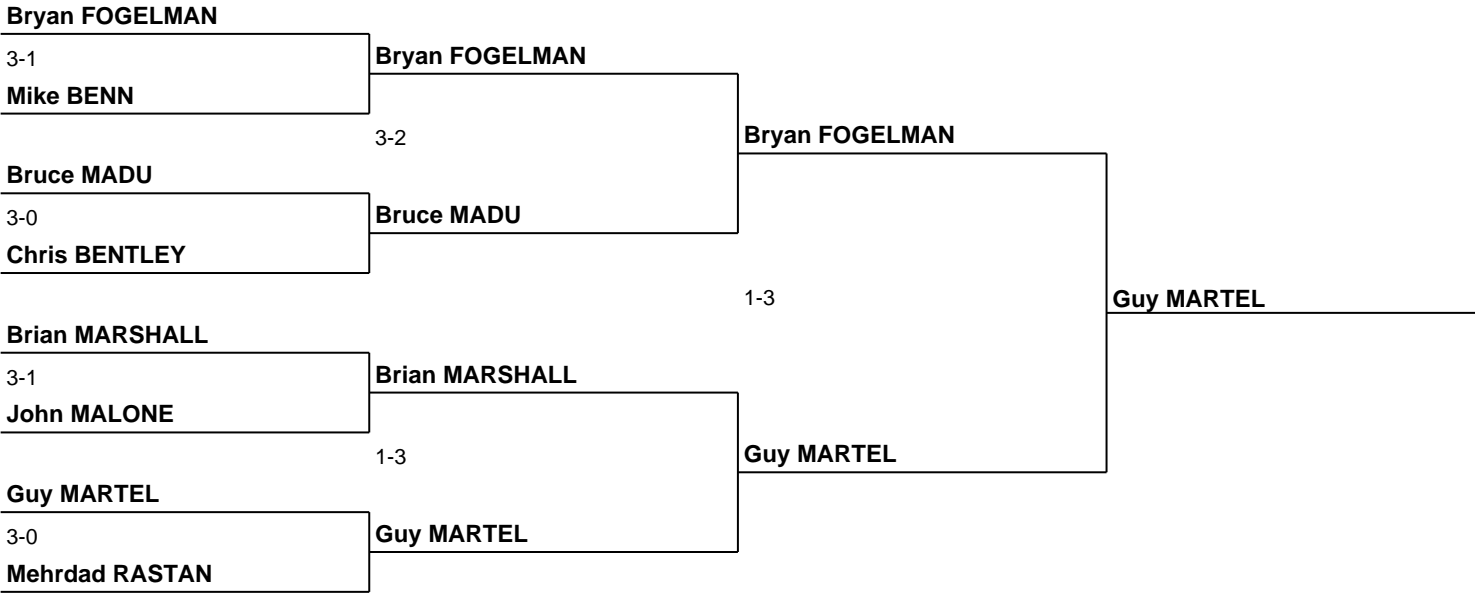 Bryan FOGELMAN
3-1
Bryan FOGELMAN
Mike BENN
3-2
Bryan FOGELMAN
Bruce MADU
3-0
Bruce MADU
Chris BENTLEY
1-3
Guy MARTEL
Brian MARSHALL
3-1
Brian MARSHALL
John MALONE
1-3
Guy MARTEL
Guy MARTEL
3-0
Guy MARTEL
Mehrdad RASTAN